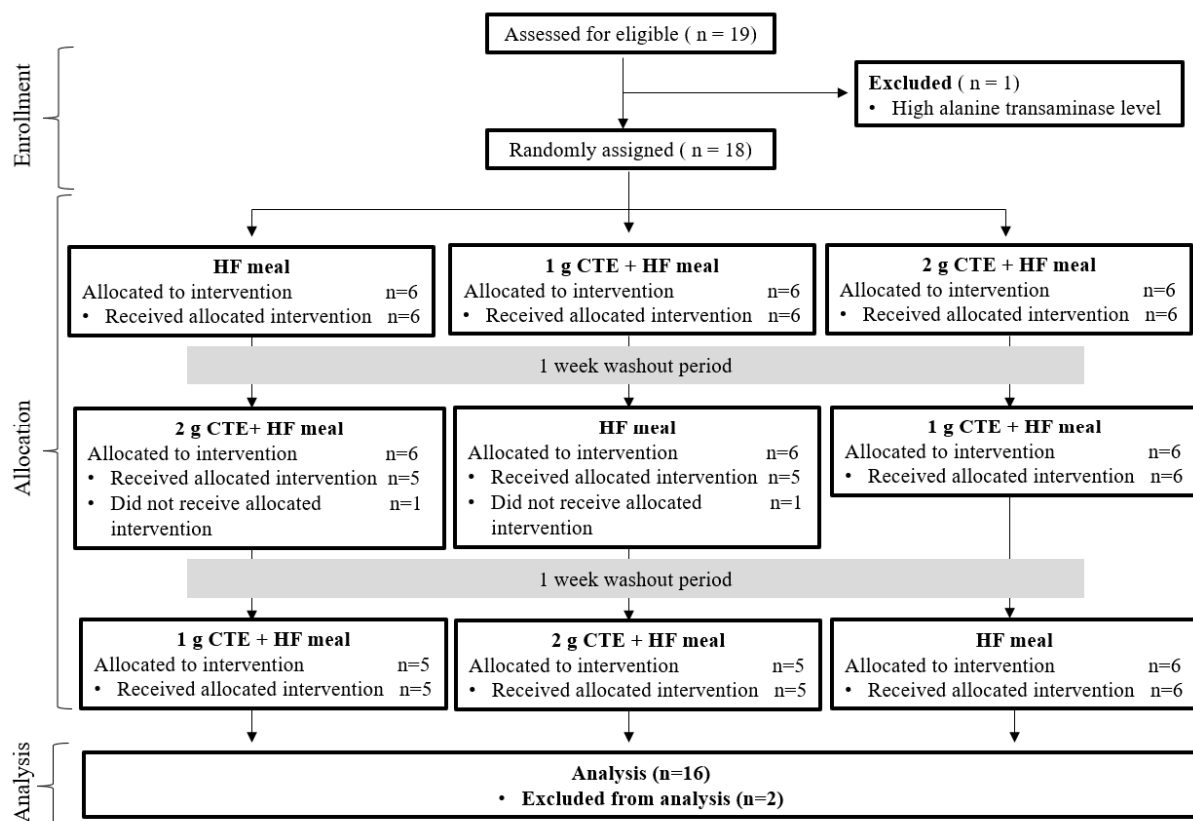 Assessed for eligible ( n = 19)
Enrollment
Excluded ( n = 1)
• High alanine transaminase level
Randomly assigned ( n = 18)
Allocation
HF meal
Allocated to intervention n=6
• Received allocated intervention n=6
1 g CTE + HF meal
Allocated to intervention n=6
• Received allocated intervention n=6
2 g CTE + HF meal
Allocated to intervention n=6
• Received allocated intervention n=6
1 week washout period
2 g CTE+ HF meal
Allocated to intervention n=6
• Received allocated intervention n=5
• Did not receive allocated n=1
intervention
HF meal
Allocated to intervention n=6
• Received allocated intervention n=5
• Did not receive allocated n=1
intervention
1 g CTE + HF meal
Allocated to intervention n=6
• Received allocated intervention n=6
1 week washout period
1 g CTE + HF meal
Allocated to intervention n=5
• Received allocated intervention n=5
2 g CTE + HF meal
Allocated to intervention n=5
• Received allocated intervention n=5
HF meal
Allocated to intervention n=6
• Received allocated intervention n=6
Analysis
Analysis (n=16)
• Excluded from analysis (n=2)